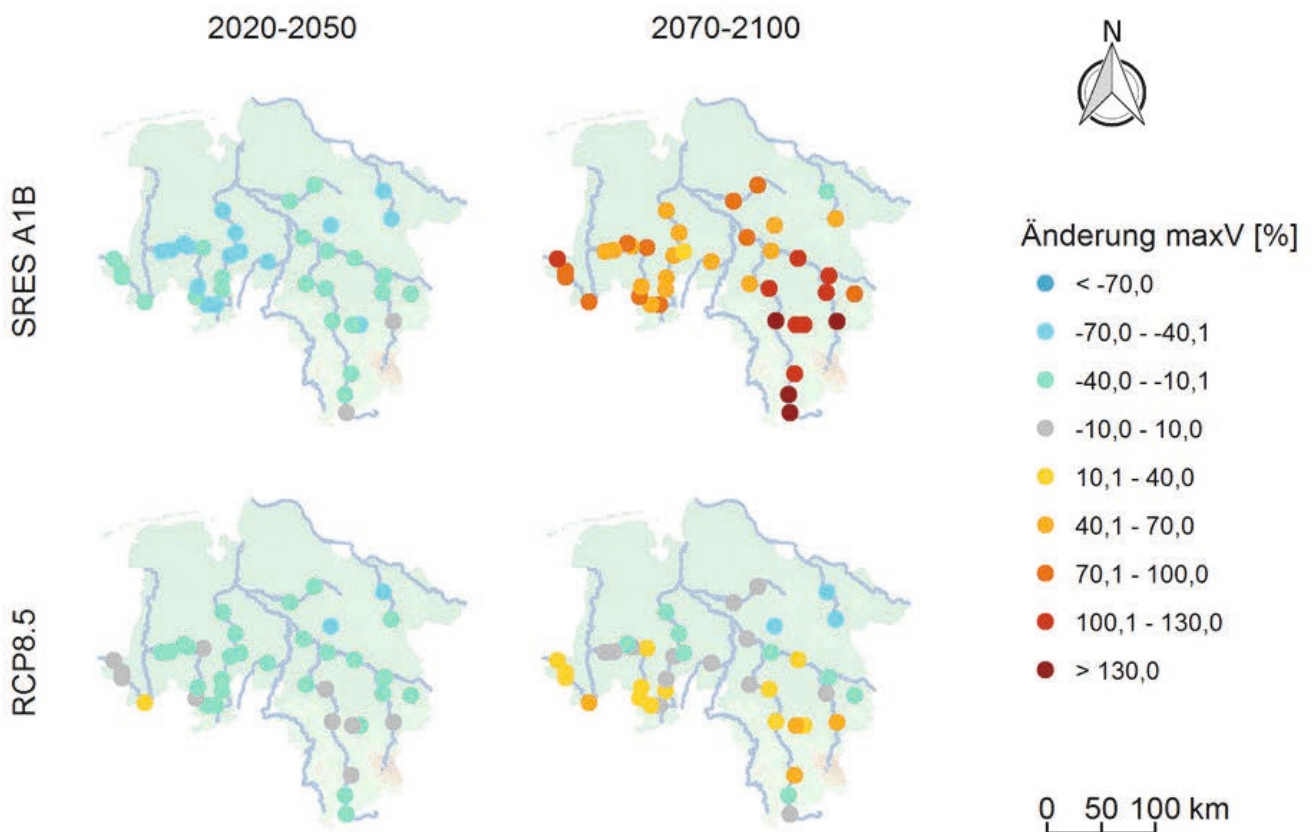 2020-2050
2070-2100
N
SRES A1B
RCP8.5
Änderung maxV [%]
< -70,0
-70,0 - -40,1
-40,0 - -10,1
-10,0 - 10,0
10,1 - 40,0
40,1 - 70,0
70,1 - 100,0
100,1 - 130,0
> 130,0
0 50 100 km